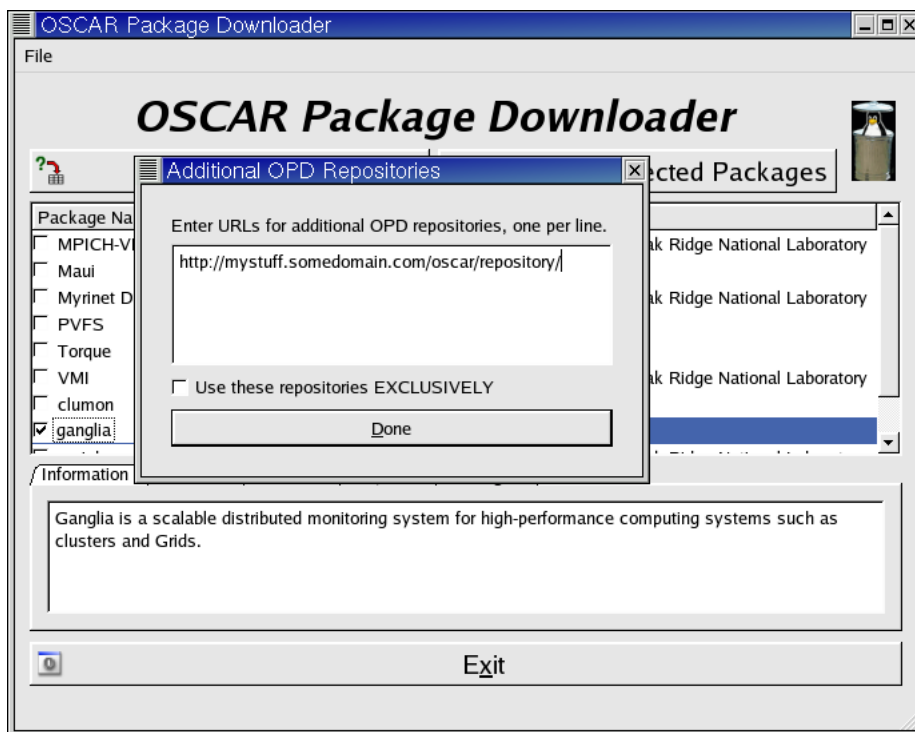 OSCAR Package Downloader
File
OSCAR Package Downloader
ected Packages
Additional OPD Repositories
Enter URLs for additional OPD repositories, one per line.
http://mystuff.somedomain.com/oscar/repository/
Use these repositories EXCLUSIVELY
Done
Package Na
MPICH-VI
ak Ridge National Laboratory
Maui
Myrinet D
ak Ridge National Laboratory
PVFS
Torque
VMI
ak Ridge National Laboratory
clumon
ganglia
Information
Ganglia is a scalable distributed monitoring system for high-performance computing systems such as
clusters and Grids.
Exit